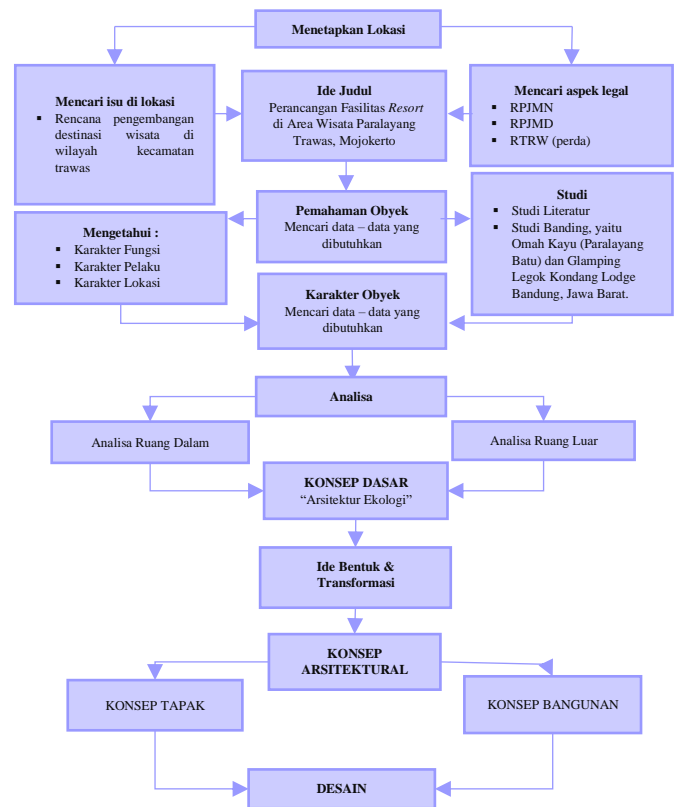 Menetapkan Lokasi
Mencari isu di lokasi
▪ Rencana pengembangan
destinasi wisata di
wilayah kecamatan
trawas
Ide Judul
Perancangan Fasilitas Resort
di Area Wisata Paralayang
Trawas, Mojokerto
Mencari aspek legal
▪ RPJMN
▪ RPJMD
▪ RTRW (perda)
Mengetahui :
▪ Karakter Fungsi
▪ Karakter Pelaku
▪ Karakter Lokasi
Pemahaman Obyek
Mencari data – data yang
dibutuhkan
Studi
▪ Studi Literatur
▪ Studi Banding, yaitu
Omah Kayu (Paralayang
Batu) dan Glamping
Legok Kondang Lodge
Bandung, Jawa Barat.
Karakter Obyek
Mencari data – data yang
dibutuhkan
Analisa
Analisa Ruang Dalam
Analisa Ruang Luar
KONSEP DASAR
“Arsitektur Ekologi”
Ide Bentuk &
Transformasi
KONSEP
ARSITEKTURAL
KONSEP TAPAK
KONSEP BANGUNAN
DESAIN